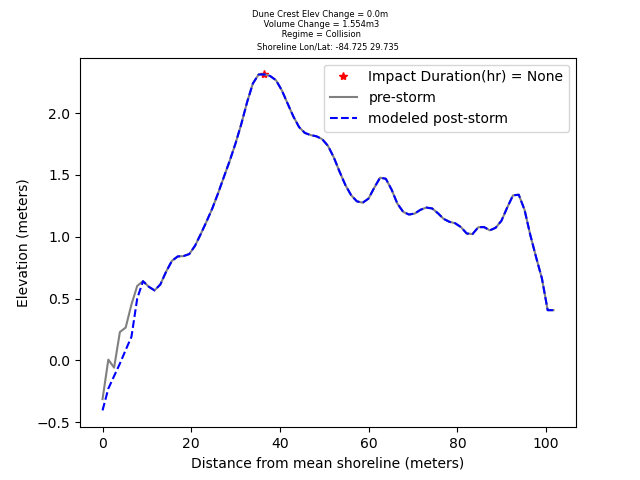 Dune Crest Elev Change = 0.0m
Volume Change = 1.554m3
Regime = Collision
Shoreline Lon/Lat: -84.725 29.735
Impact Duration(hr) = None
pre-storm
modeled post-storm
Elevation (meters)
2.0
1.5
1.0
0.5
0.0
−0.5
0
20
40
60
80
100
Distance from mean shoreline (meters)